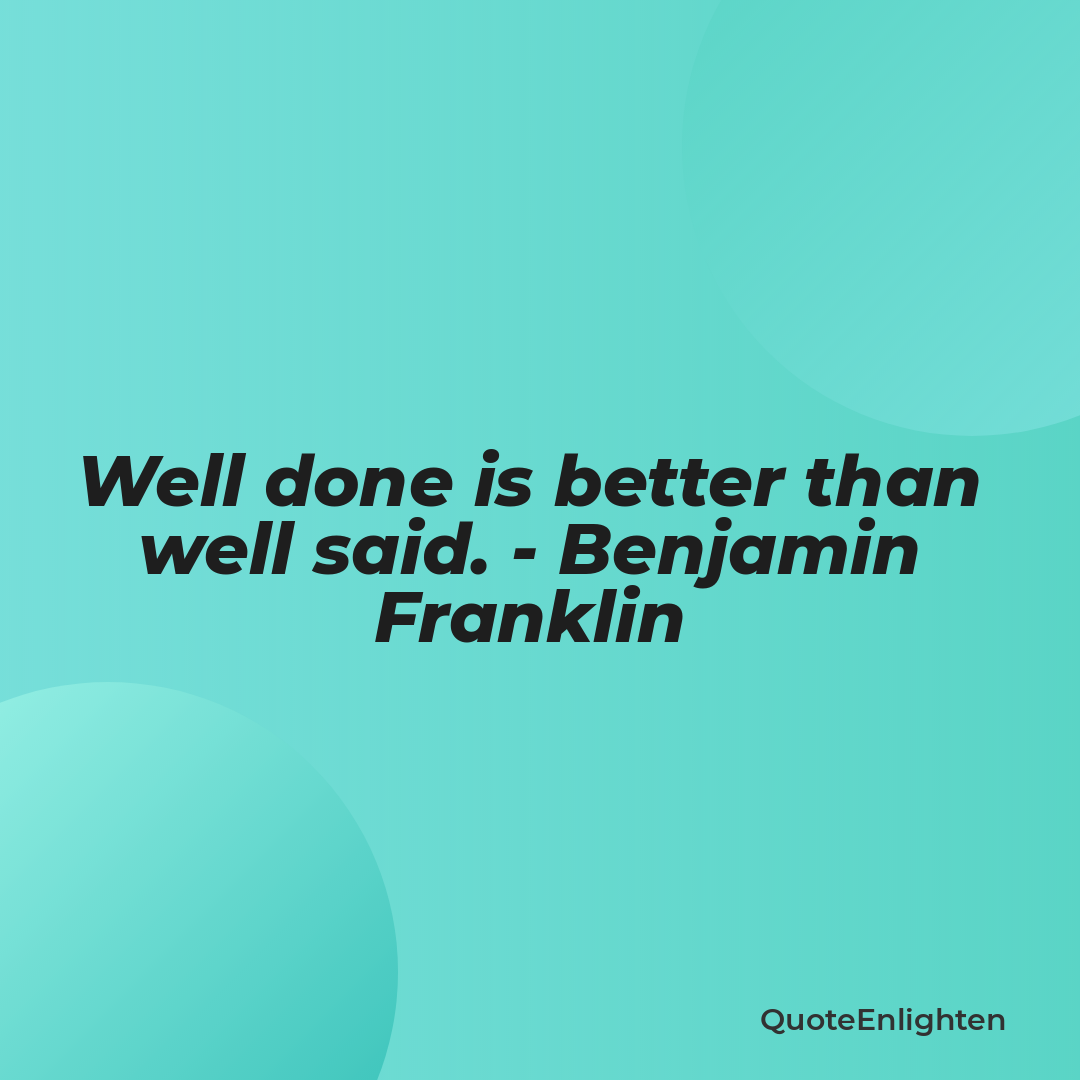 Well done is better than
well said. - Benjamin
Franklin
QuoteEnlighten